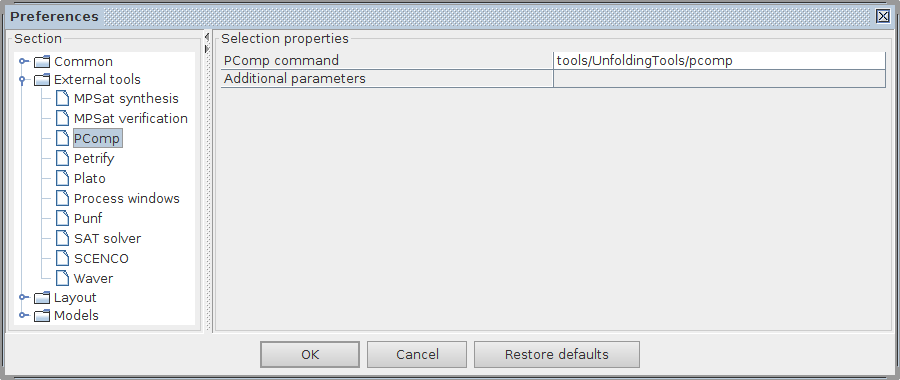 Preferences
Section
Common
External tools
MPSat synthesis
MPSat verification
PComp
Petrify
Plato
Process windows
Punf
SAT solver
SCENCO
Waver
Layout
Models
Selection properties
PComp command tools/UnfoldingTools/pcomp
Additional parameters
OK Cancel Restore defaults